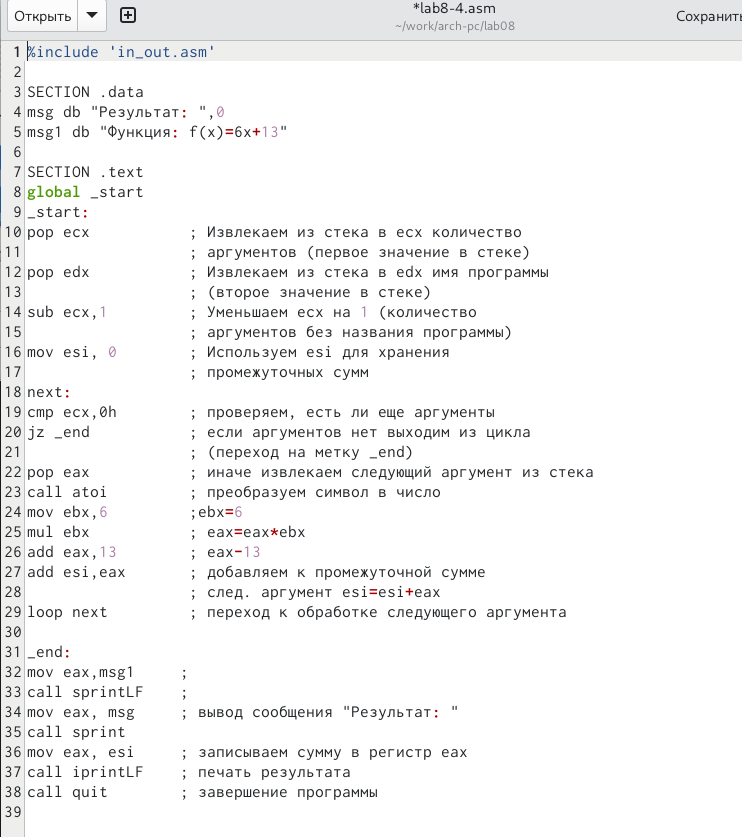 Открыть
*lab8-4.asm
~/work/arch-pc/lab08
Сохранить
1 %include 'in_out.asm'
2
3 SECTION .data
4 msg db "Результат: ",0
5 msg1 db "Функция: f(x)=6x+13"
6
7 SECTION .text
8 global _start
9 _start:
10 pop ecx ; Извлекаем из стека в ecx количество
11 ; аргументов (первое значение в стеке)
12 pop edx ; Извлекаем из стека в edx имя программы
13 ; (второе значение в стеке)
14 sub ecx,1 ; Уменьшаем ecx на 1 (количество
15 ; аргументов без названия программы)
16 mov esi, 0 ; Используем esi для хранения
17 ; промежуточных сумм
18 next:
19 cmp ecx,0h ; проверяем, есть ли еще аргументы
20 jz _end ; если аргументов нет выходим из цикла
21 ; (переход на метку _end)
22 pop eax ; иначе извлекаем следующий аргумент из стека
23 call atoi ; преобразуем символ в число
24 mov ebx,6 ;ebx=6
25 mul ebx ; eax=eax*ebx
26 add eax,13 ; eax-13
27 add esi,eax ; добавляем к промежуточной сумме
28 ; след. аргумент esi=esi+eax
29 loop next ; переход к обработке следующего аргумента
30
31 _end:
32 mov eax,msg1 ;
33 call sprintLF ;
34 mov eax, msg ; вывод сообщения "Результат: "
35 call sprint
36 mov eax, esi ; записываем сумму в регистр eax
37 call iprintLF ; печать результата
38 call quit ; завершение программы
39